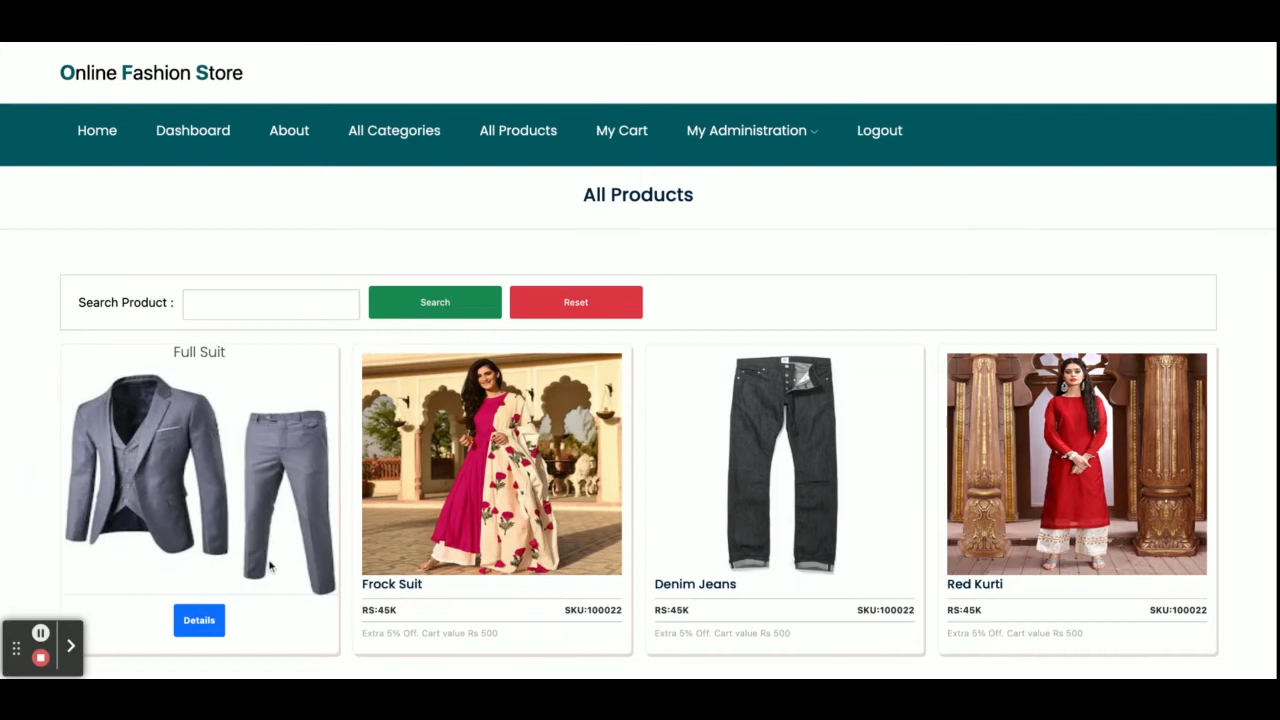 Online Fashion Store
Home Dashboard About All Categories All Products My Cart My Administration Logout
All Products
Search Product : Search Reset
Full Suit
Details
Frock Suit
RS:45K SKU:100022
Extra 5% Off. Cart value Rs 500
Denim Jeans
RS:45K SKU:100022
Extra 5% Off. Cart value Rs 500
Red Kurti
RS:45K SKU:100022
Extra 5% Off. Cart value Rs 500